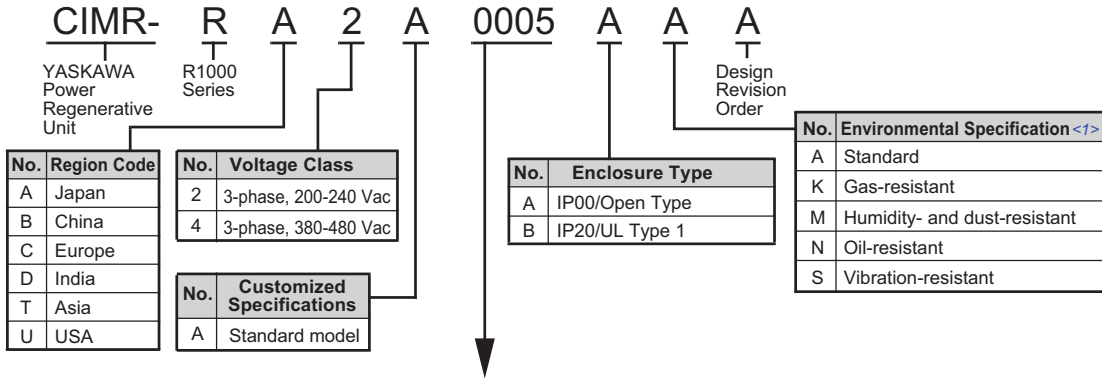 CIMR- R A 2 A 0005 A A A
YASKAWA
Power
Regenerative
Unit
R1000
Series
Design
Revision
Order
No. Region Code
A Japan
B China
C Europe
D India
T Asia
U USA
No. Voltage Class
2 3-phase, 200-240 Vac
4 3-phase, 380-480 Vac
No. Customized
Specifications
A Standard model
No. Enclosure Type
A IP00/Open Type
B IP20/UL Type 1
No. Environmental Specification <1>
A Standard
K Gas-resistant
M Humidity- and dust-resistant
N Oil-resistant
S Vibration-resistant